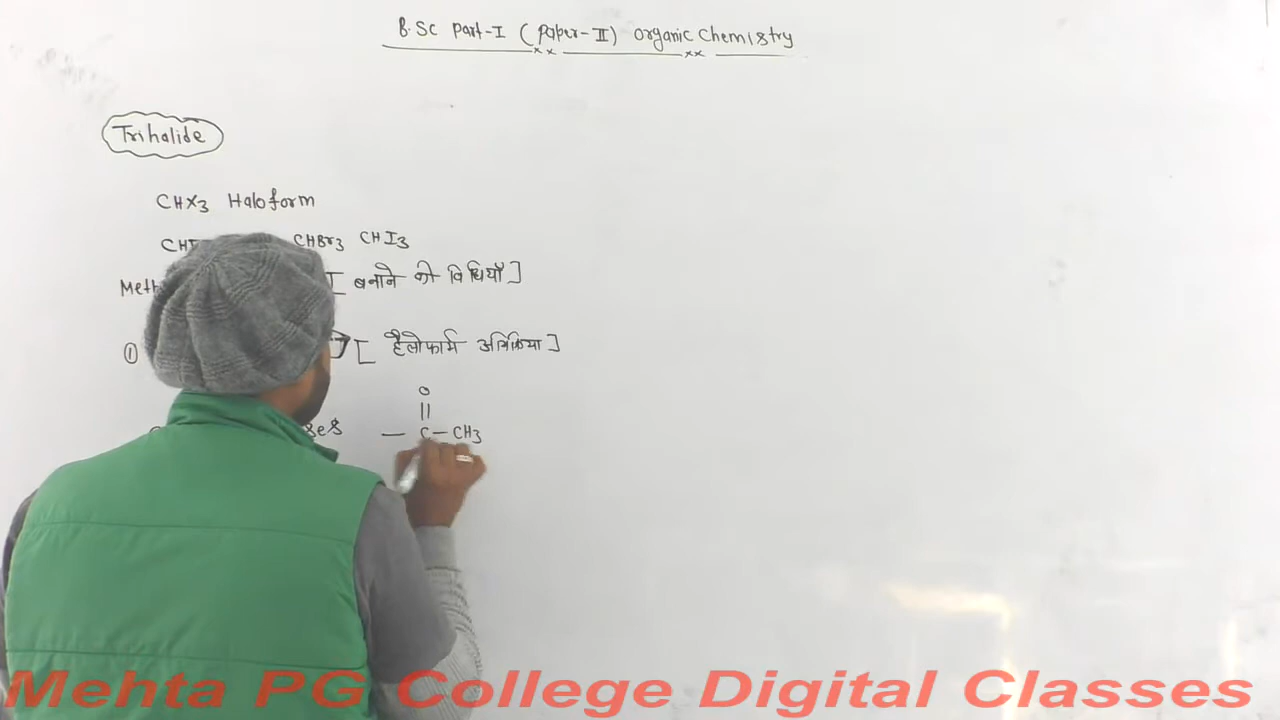 B.Sc Part-I (Paper-II) Organic Chemistry
Trihalide
CHX3 Haloform
CHBr3 CHI3
[ बनाने की विधियाँ ]
① [ हैलोफार्म अभिक्रिया ]
O
||
— C — CH3
Mehta PG College Digital Classes